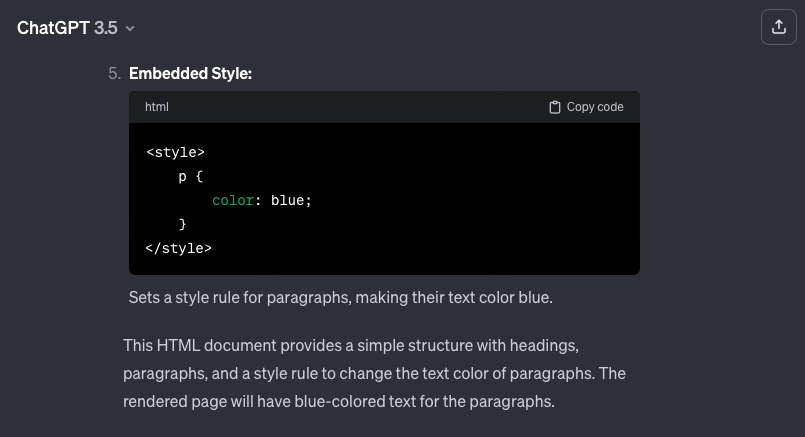 ChatGPT 3.5
5. Embedded Style:
html Copy code
<style>
    p {
        color: blue;
    }
</style>
Sets a style rule for paragraphs, making their text color blue.
This HTML document provides a simple structure with headings,
paragraphs, and a style rule to change the text color of paragraphs. The
rendered page will have blue-colored text for the paragraphs.